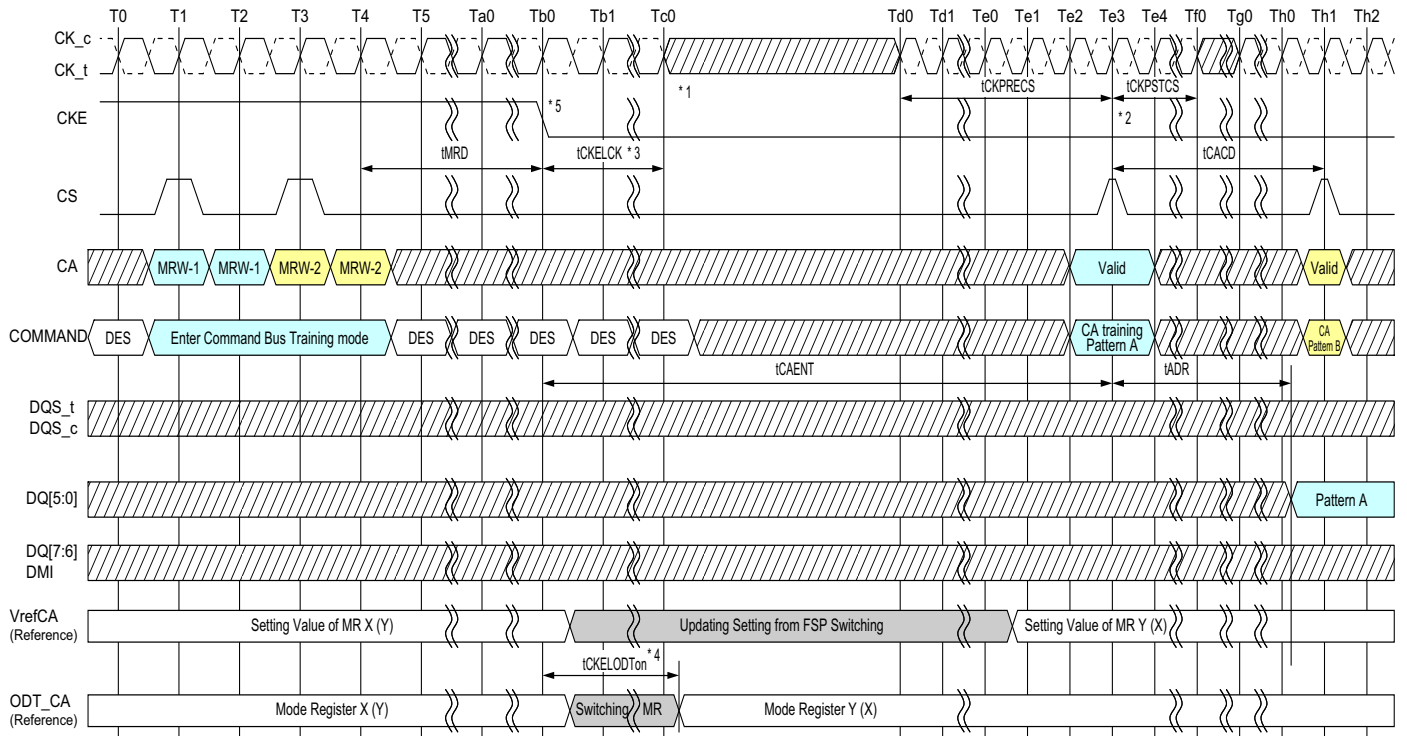 T0 T1 T2 T3 T4 T5 Ta0 Tb0 Tb1 Tc0 Td0 Td1 Te0 Te1 Te2 Te3 Te4 Tf0 Tg0 Th0 Th1 Th2
CK_c
CK_t
*1
tCKPRECS
tCKPSTCS
CKE
*5
*2
tMRD
tCKELCK *3
tCACD
CS
CA
MRW-1 MRW-1 MRW-2 MRW-2
Valid
Valid
COMMAND
DES
Enter Command Bus Training mode
DES DES DES DES DES
CA training
Pattern A
CA
Pattern B
tCAENT
tADR
DQS_t
DQS_c
DQ[5:0]
Pattern A
DQ[7:6]
DMI
VrefCA
(Reference)
Setting Value of MR X (Y)
Updating Setting from FSP Switching
Setting Value of MR Y (X)
tCKELODTon *4
ODT_CA
(Reference)
Mode Register X (Y)
Switching MR
Mode Register Y (X)